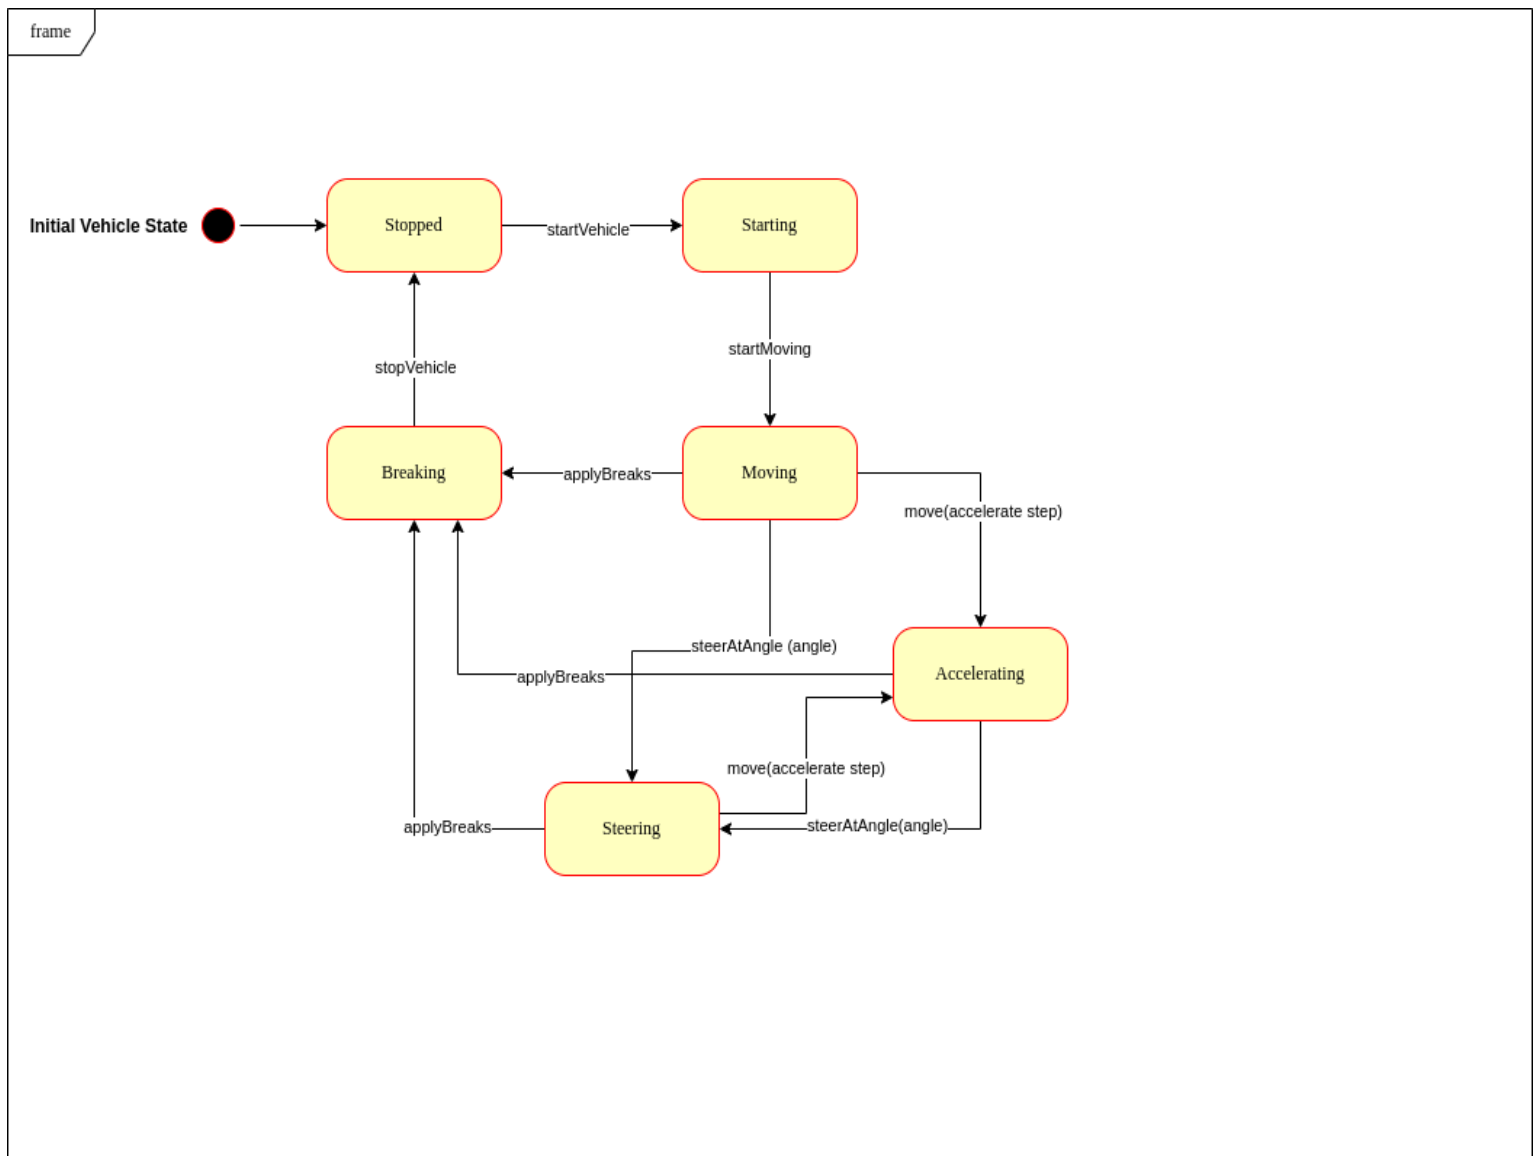 frame
Initial Vehicle State
Stopped
startVehicle
Starting
startMoving
stopVehicle
Breaking
applyBreaks
Moving
move(accelerate step)
steerAtAngle (angle)
applyBreaks
Accelerating
move(accelerate step)
applyBreaks
Steering
steerAtAngle(angle)